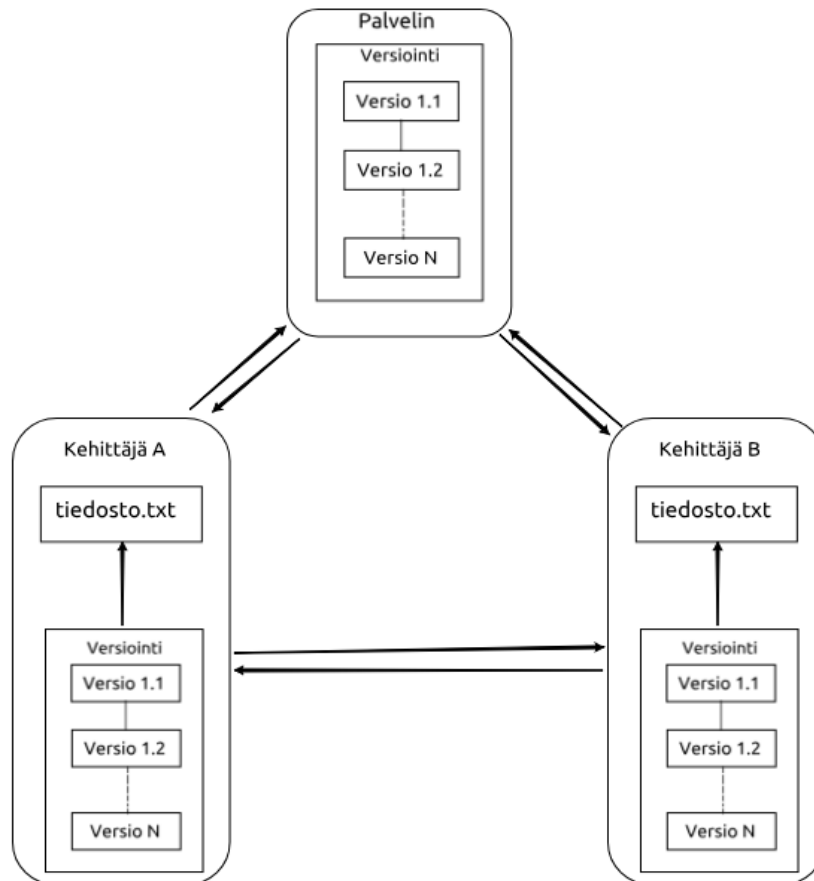 Palvelin
Versiointi
Versio 1.1
Versio 1.2
Versio N
Kehittäjä A
tiedosto.txt
Versiointi
Versio 1.1
Versio 1.2
Versio N
Kehittäjä B
tiedosto.txt
Versiointi
Versio 1.1
Versio 1.2
Versio N